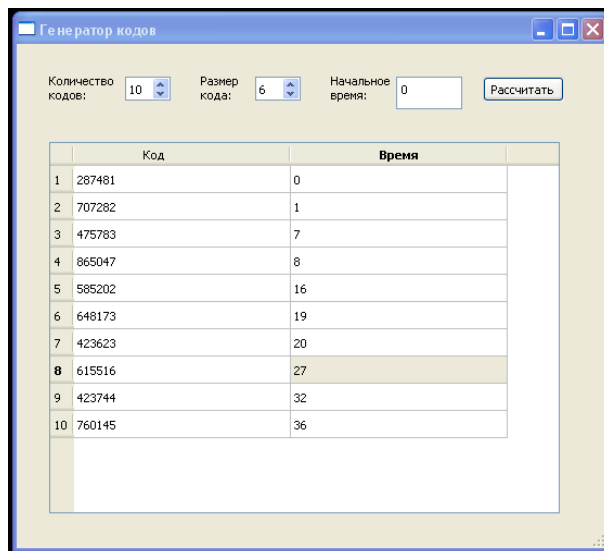 Генератор кодов
Количество кодов: 10 Размер кода: 6 Начальное время: 0 Рассчитать
Код Время
1 287481 0
2 707282 1
3 475783 7
4 865047 8
5 585202 16
6 648173 19
7 423623 20
8 615516 27
9 423744 32
10 760145 36